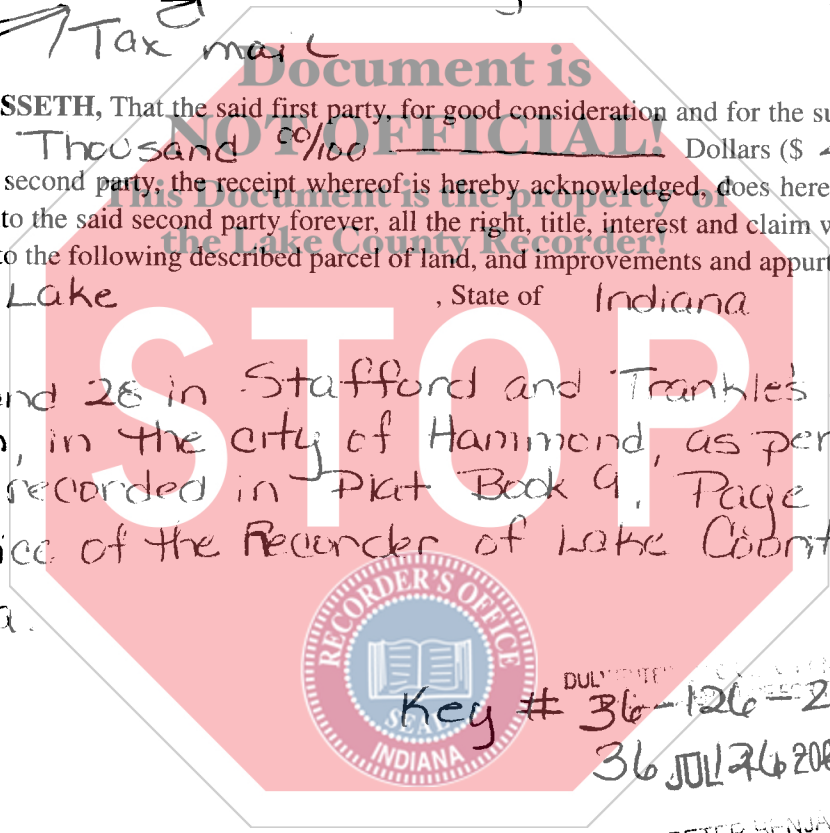 Tax mail
Document is
SSETH, That the said first party, for good consideration and for the su
NOT OFFICIAL!
Thousand 00/100 Dollars ($
second party, the receipt whereof is hereby acknowledged, does here
This Document is the property of
to the said second party forever, all the right, title, interest and claim w
the Lake County Recorder!
o the following described parcel of land, and improvements and appurt
Lake , State of Indiana
STOP
nd 28 in Stafford and Trankle's
, in the city of Hammond, as per
recorded in Plat Book 9, Page
ice of the Recorder of Lake Count
a.
RECORDER'S OFFICE
SEAL
INDIANA
Key # 36-126-2
36 JUL 26 200